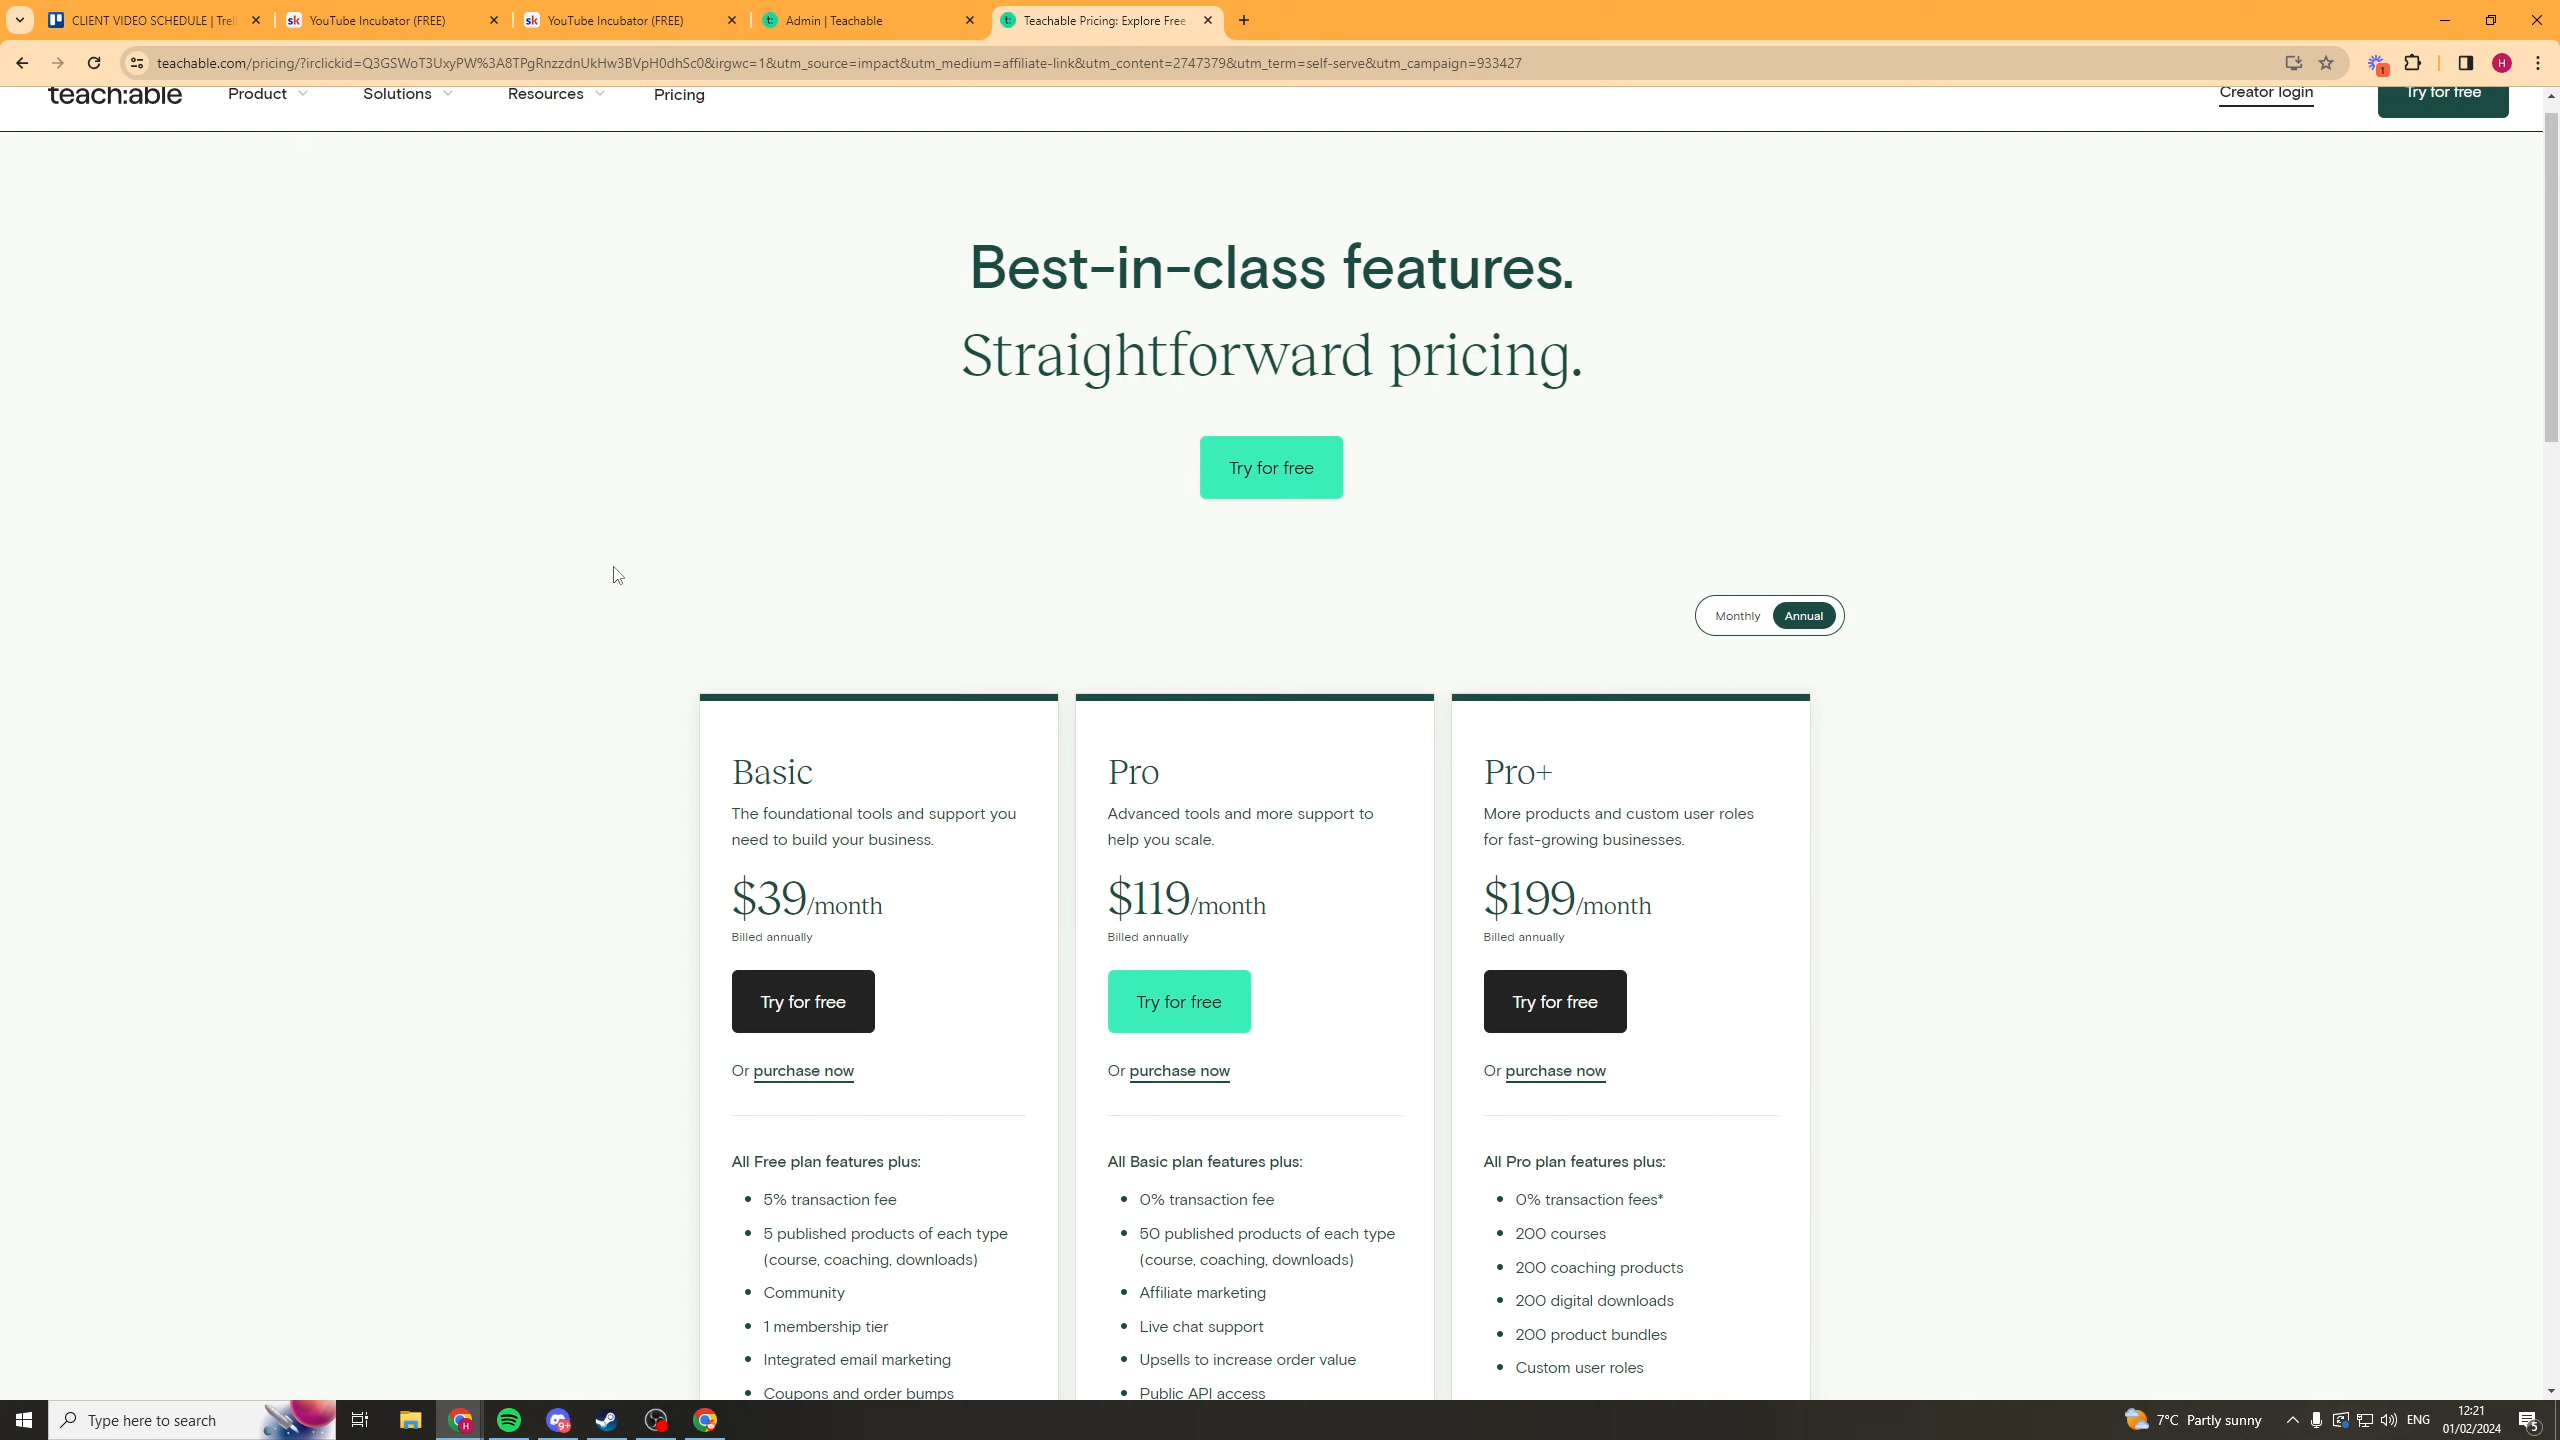 CLIENT VIDEO SCHEDULE | Trel
sk YouTube Incubator (FREE)
sk YouTube Incubator (FREE)
t: Admin | Teachable
t: Teachable Pricing: Explore Free
teachable.com/pricing/?irclickid=Q3GSWoT3UxyPW%3A8TPgRnzzdnUkHw3BVpH0dhSc0&irgwc=1&utm_source=impact&utm_medium=affiliate-link&utm_content=2747379&utm_term=self-serve&utm_campaign=933427
1
H
teach:able
Product
Solutions
Resources
Pricing
Creator login
Try for free
Best-in-class features.
Straightforward pricing.
Try for free
Monthly
Annual
Basic
The foundational tools and support you
need to build your business.
$39/month
Billed annually
Try for free
Or purchase now
All Free plan features plus:
• 5% transaction fee
• 5 published products of each type
(course, coaching, downloads)
• Community
• 1 membership tier
• Integrated email marketing
• Coupons and order bumps
Pro
Advanced tools and more support to
help you scale.
$119/month
Billed annually
Try for free
Or purchase now
All Basic plan features plus:
• 0% transaction fee
• 50 published products of each type
(course, coaching, downloads)
• Affiliate marketing
• Live chat support
• Upsells to increase order value
• Public API access
Pro+
More products and custom user roles
for fast-growing businesses.
$199/month
Billed annually
Try for free
Or purchase now
All Pro plan features plus:
• 0% transaction fees*
• 200 courses
• 200 coaching products
• 200 digital downloads
• 200 product bundles
• Custom user roles
Type here to search
H
9+
7°C Partly sunny
ENG
12:21
01/02/2024
5